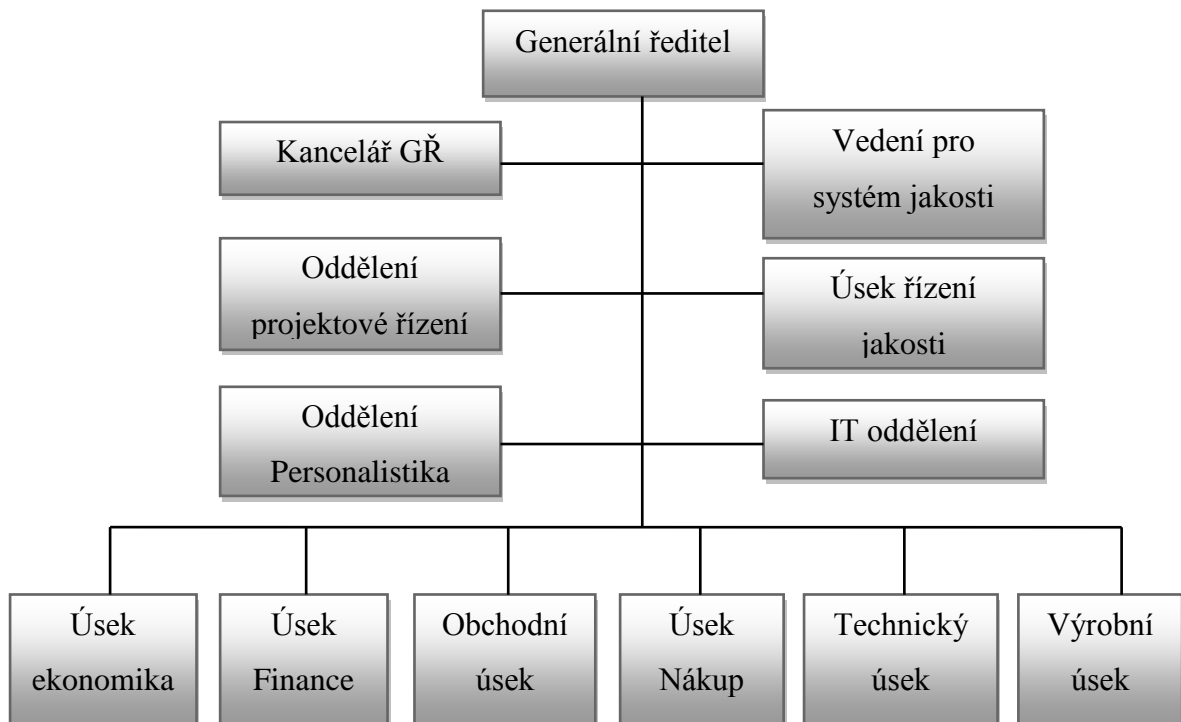 Generální ředitel
Kancelář GŘ
Vedení pro
systém jakosti
Oddělení
projektové řízení
Úsek řízení
jakosti
Oddělení
Personalistika
IT oddělení
Úsek
ekonomika
Úsek
Finance
Obchodní
úsek
Úsek
Nákup
Technický
úsek
Výrobní
úsek